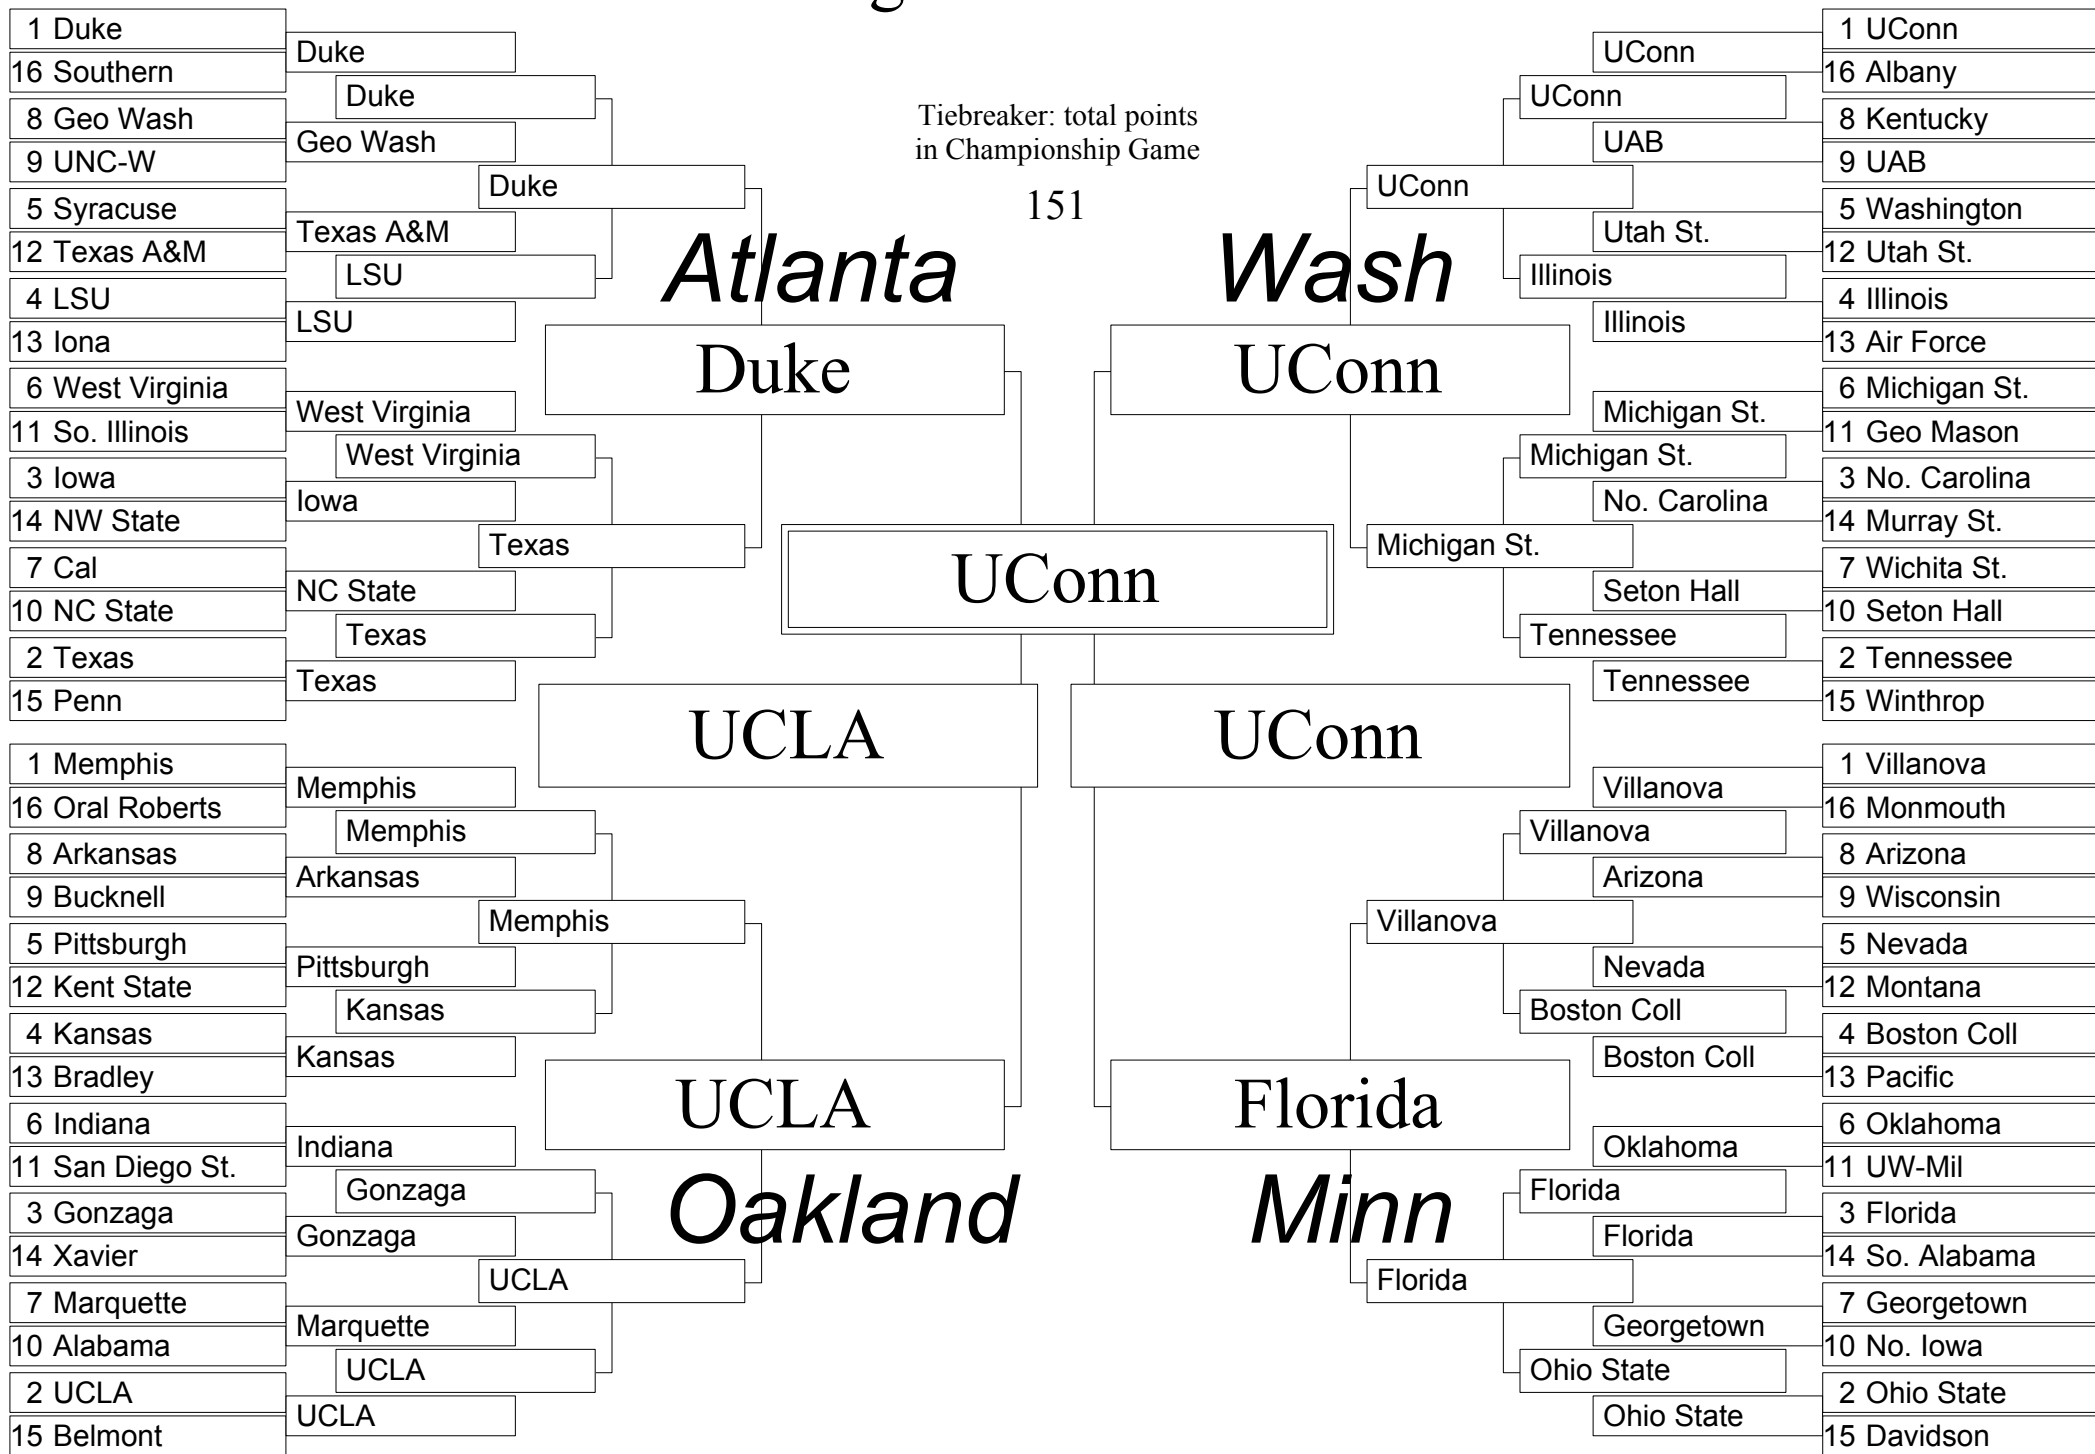 g
1 Duke
16 Southern
8 Geo Wash
9 UNC-W
5 Syracuse
12 Texas A&M
4 LSU
13 Iona
6 West Virginia
11 So. Illinois
3 Iowa
14 NW State
7 Cal
10 NC State
2 Texas
15 Penn
1 Memphis
16 Oral Roberts
8 Arkansas
9 Bucknell
5 Pittsburgh
12 Kent State
4 Kansas
13 Bradley
6 Indiana
11 San Diego St.
3 Gonzaga
14 Xavier
7 Marquette
10 Alabama
2 UCLA
15 Belmont
Duke
Geo Wash
Texas A&M
LSU
West Virginia
Iowa
NC State
Texas
Memphis
Arkansas
Pittsburgh
Kansas
Indiana
Gonzaga
Marquette
UCLA
Duke
LSU
West Virginia
Texas
Memphis
Kansas
Gonzaga
UCLA
Duke
Texas
Memphis
UCLA
Atlanta
Duke
UCLA
UCLA
Oakland
Tiebreaker: total points
in Championship Game
151
UConn
Wash
UConn
UConn
Florida
Minn
UConn
Michigan St.
Villanova
Florida
UConn
Illinois
Michigan St.
Tennessee
Villanova
Boston Coll
Florida
Ohio State
UConn
UAB
Utah St.
Illinois
Michigan St.
No. Carolina
Seton Hall
Tennessee
Villanova
Arizona
Nevada
Boston Coll
Oklahoma
Florida
Georgetown
Ohio State
1 UConn
16 Albany
8 Kentucky
9 UAB
5 Washington
12 Utah St.
4 Illinois
13 Air Force
6 Michigan St.
11 Geo Mason
3 No. Carolina
14 Murray St.
7 Wichita St.
10 Seton Hall
2 Tennessee
15 Winthrop
1 Villanova
16 Monmouth
8 Arizona
9 Wisconsin
5 Nevada
12 Montana
4 Boston Coll
13 Pacific
6 Oklahoma
11 UW-Mil
3 Florida
14 So. Alabama
7 Georgetown
10 No. Iowa
2 Ohio State
15 Davidson